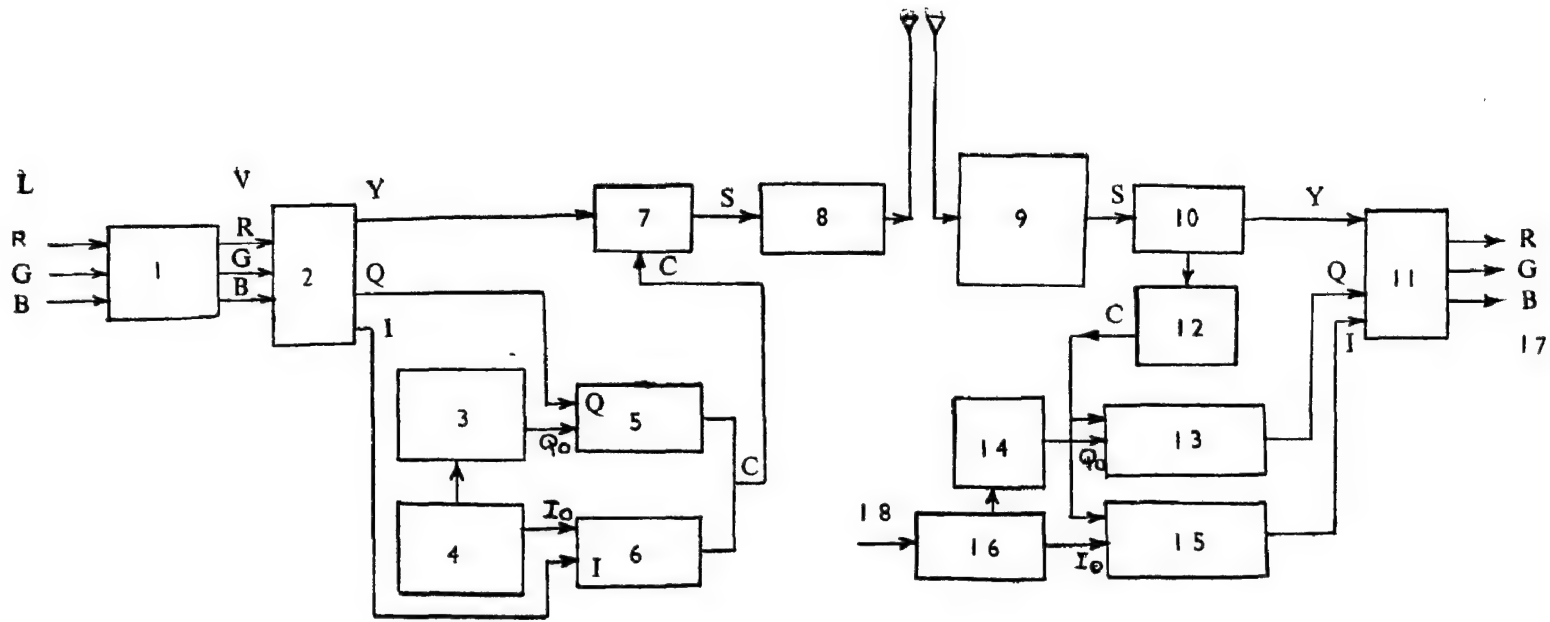 L V Y S S Y
R R 7 8 9 10
G 1 G 2 Q C Q 11 R
B B G
I C 12 I B
17
3 Q 5 14 13
Q0 C Q0
I0 18
4 I 6 16 I0 15